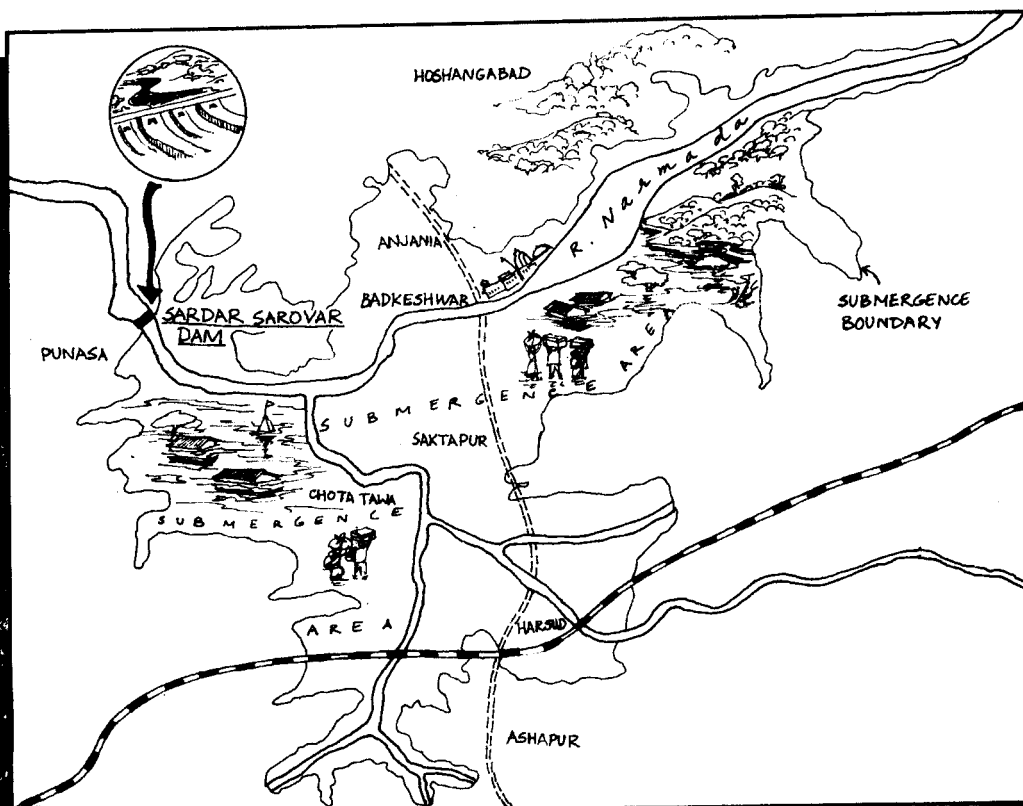 HOSHANGABAD
R. Narmada
ANJANIA
BADKESHWAR
SUBMERGENCE
BOUNDARY
SARDAR SAROVAR
DAM
PUNASA
SUBMERGENCE AREA
SAKTAPUR
CHOTA TAWA
SUBMERGENCE
AREA
HARSUD
ASHAPUR